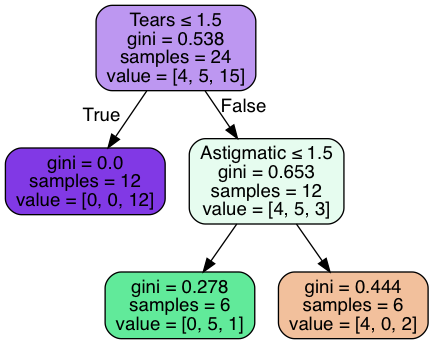 Tears ≤ 1.5
gini = 0.538
samples = 24
value = [4, 5, 15]
True
False
gini = 0.0
samples = 12
value = [0, 0, 12]
Astigmatic ≤ 1.5
gini = 0.653
samples = 12
value = [4, 5, 3]
gini = 0.278
samples = 6
value = [0, 5, 1]
gini = 0.444
samples = 6
value = [4, 0, 2]